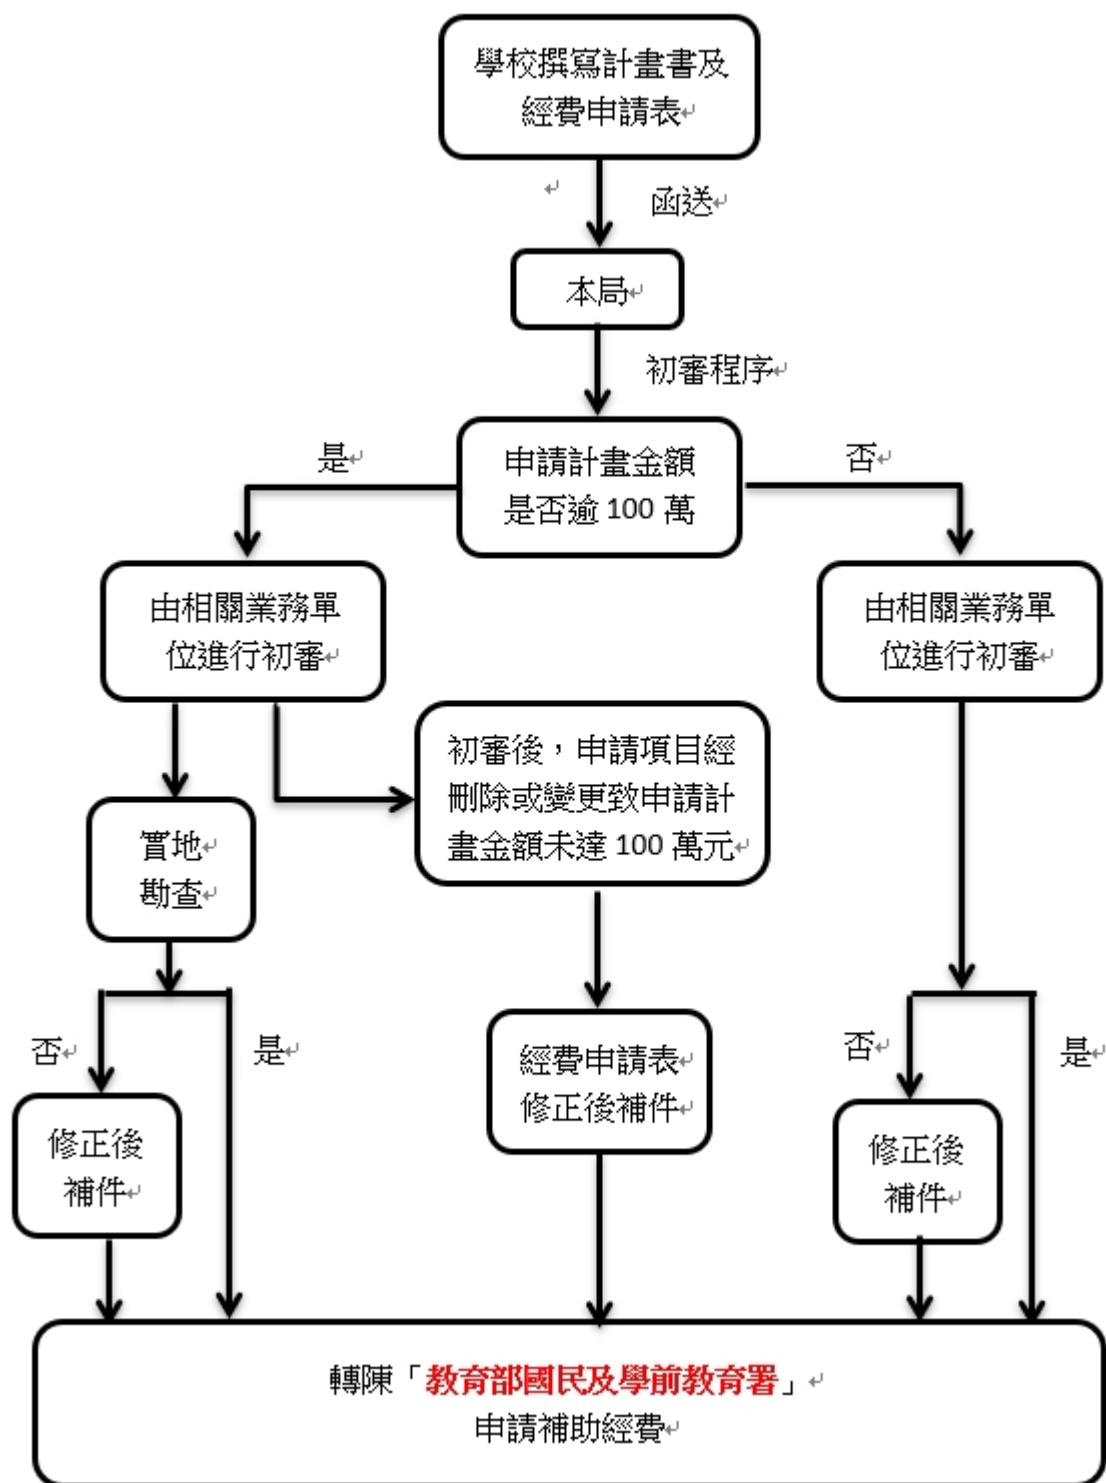 學校撰寫計畫書及
經費申請表
函送
本局
初審程序
申請計畫金額
是否逾 100 萬
是
否
由相關業務單
位進行初審
由相關業務單
位進行初審
初審後，申請項目經
刪除或變更致申請計
畫金額未達 100 萬元
實地
勘查
否
是
經費申請表
修正後補件
否
是
修正後
補件
修正後
補件
轉陳「教育部國民及學前教育署」
申請補助經費